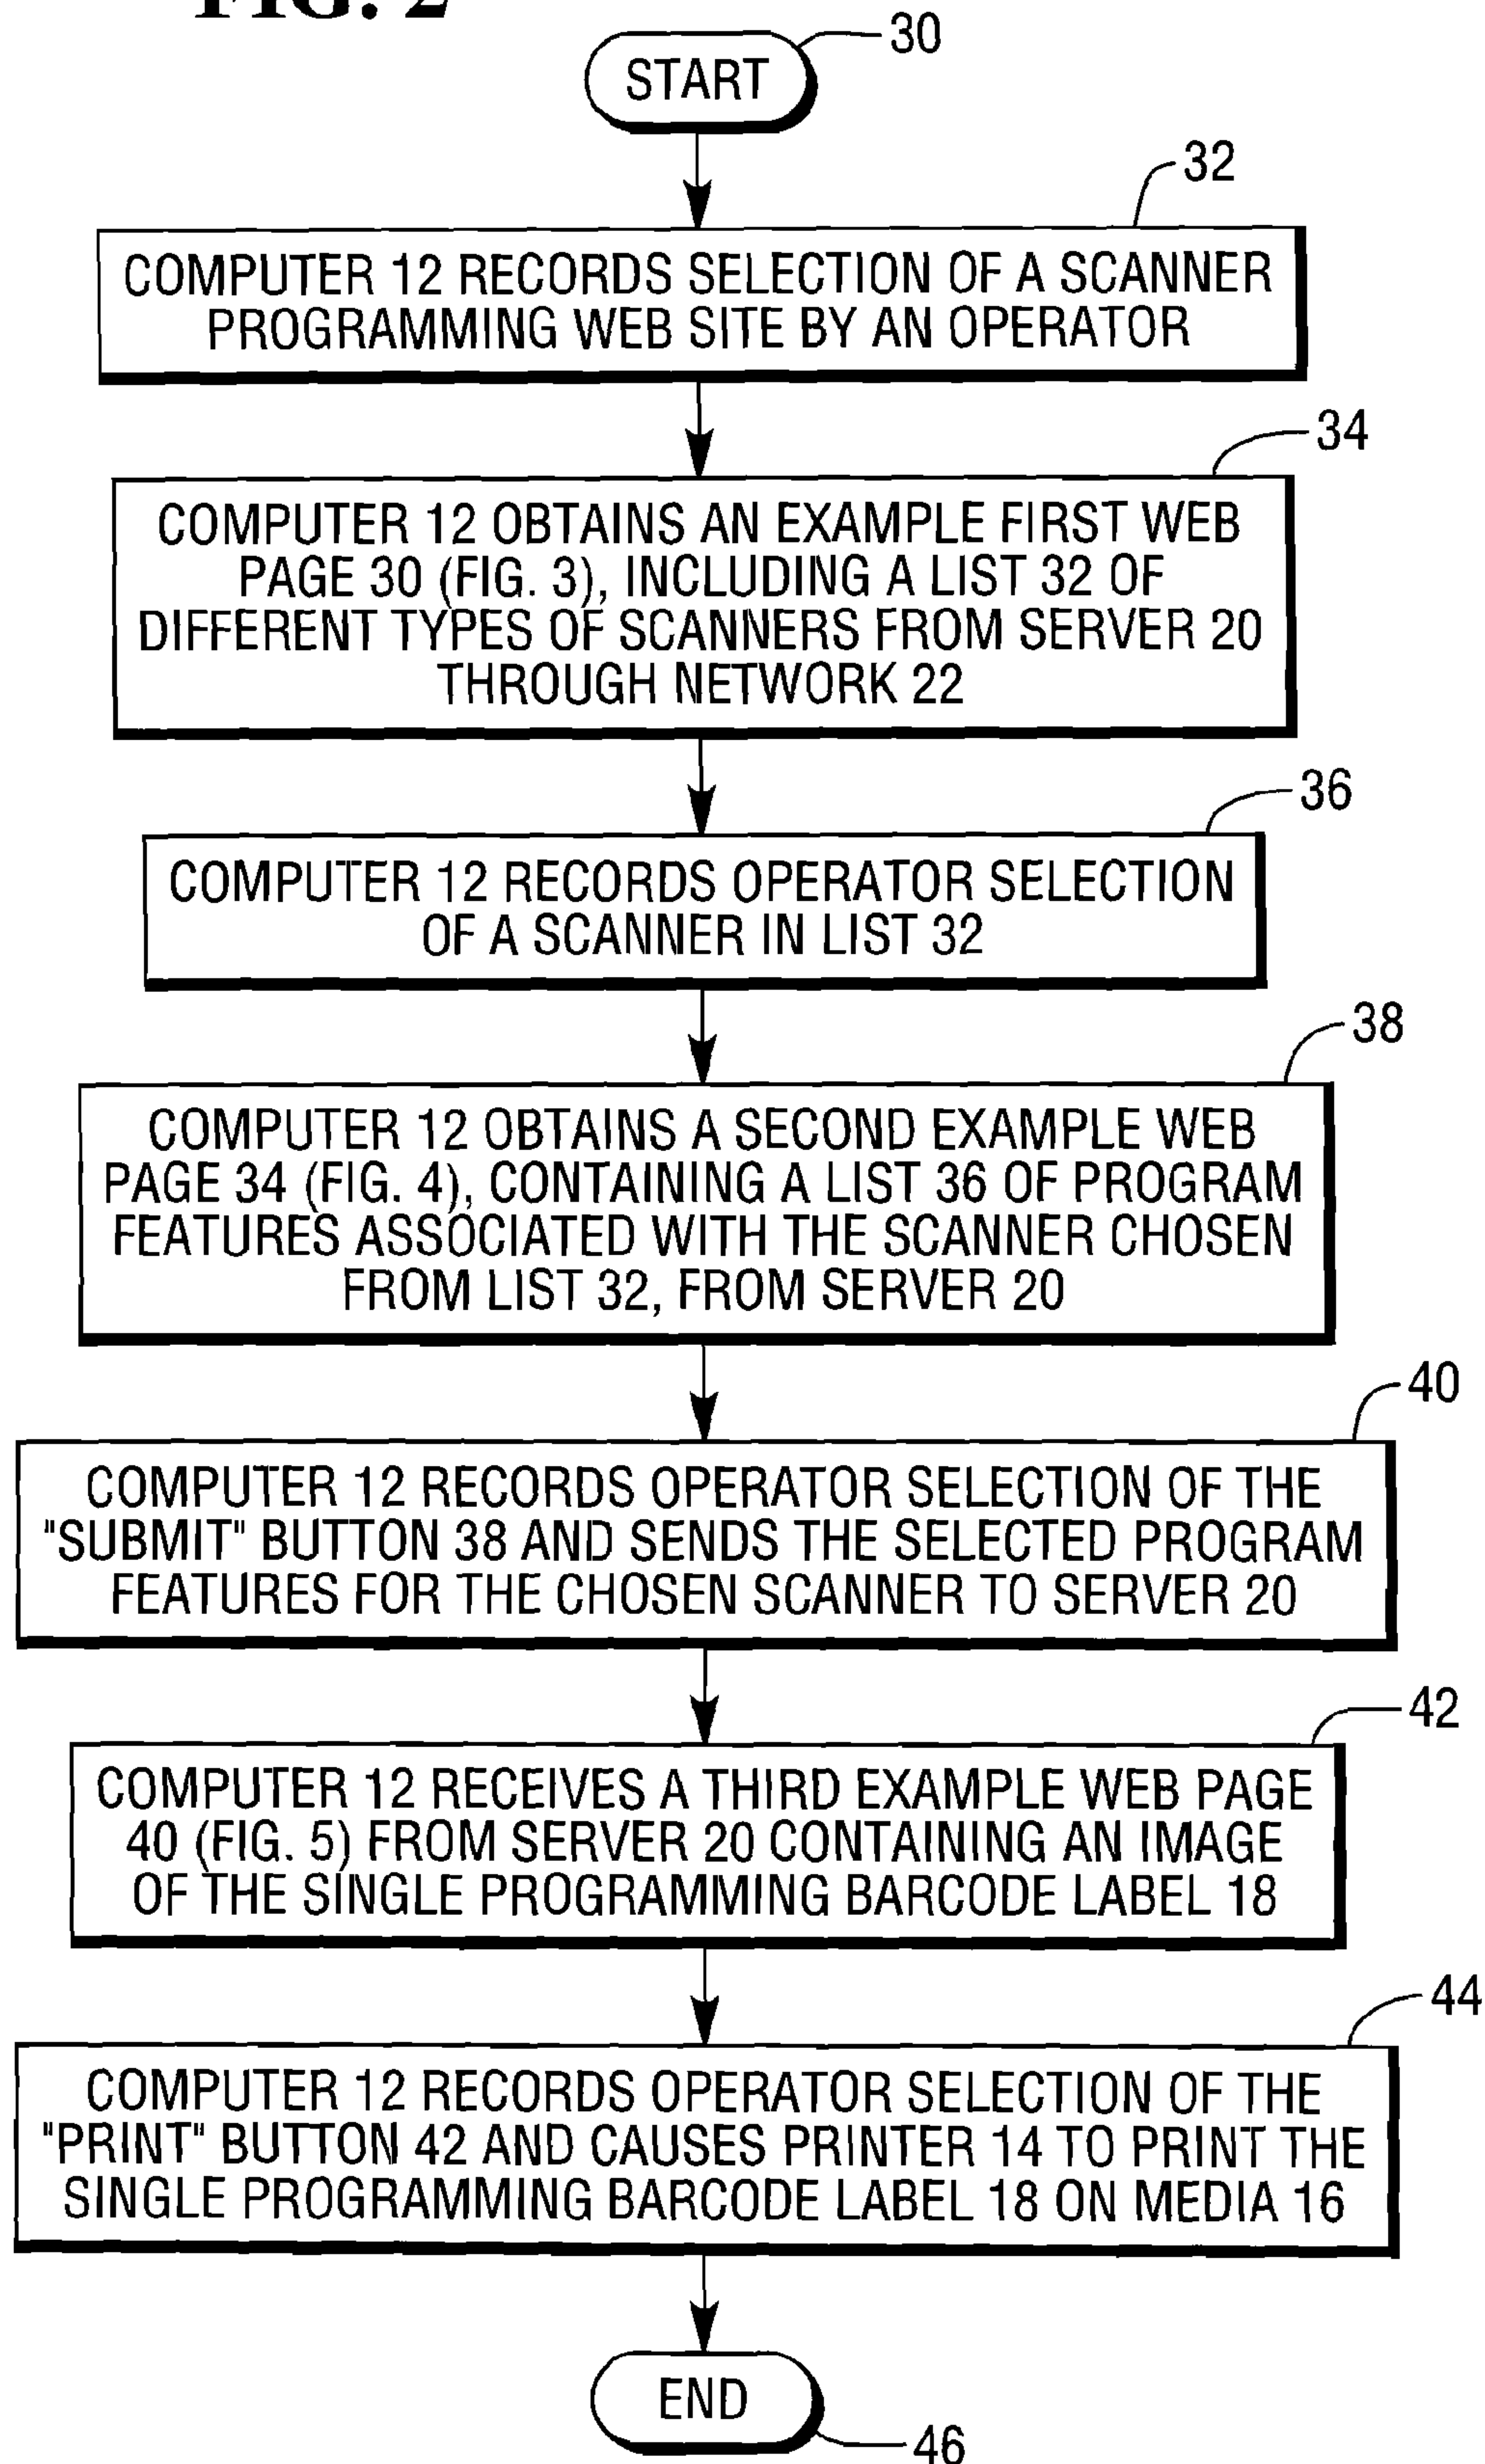 FIG. 2
START
30
32
COMPUTER 12 RECORDS SELECTION OF A SCANNER
PROGRAMMING WEB SITE BY AN OPERATOR
34
COMPUTER 12 OBTAINS AN EXAMPLE FIRST WEB
PAGE 30 (FIG. 3), INCLUDING A LIST 32 OF
DIFFERENT TYPES OF SCANNERS FROM SERVER 20
THROUGH NETWORK 22
36
COMPUTER 12 RECORDS OPERATOR SELECTION
OF A SCANNER IN LIST 32
38
COMPUTER 12 OBTAINS A SECOND EXAMPLE WEB
PAGE 34 (FIG. 4), CONTAINING A LIST 36 OF PROGRAM
FEATURES ASSOCIATED WITH THE SCANNER CHOSEN
FROM LIST 32, FROM SERVER 20
40
COMPUTER 12 RECORDS OPERATOR SELECTION OF THE
"SUBMIT" BUTTON 38 AND SENDS THE SELECTED PROGRAM
FEATURES FOR THE CHOSEN SCANNER TO SERVER 20
42
COMPUTER 12 RECEIVES A THIRD EXAMPLE WEB PAGE
40 (FIG. 5) FROM SERVER 20 CONTAINING AN IMAGE
OF THE SINGLE PROGRAMMING BARCODE LABEL 18
44
COMPUTER 12 RECORDS OPERATOR SELECTION OF THE
"PRINT" BUTTON 42 AND CAUSES PRINTER 14 TO PRINT THE
SINGLE PROGRAMMING BARCODE LABEL 18 ON MEDIA 16
END
46